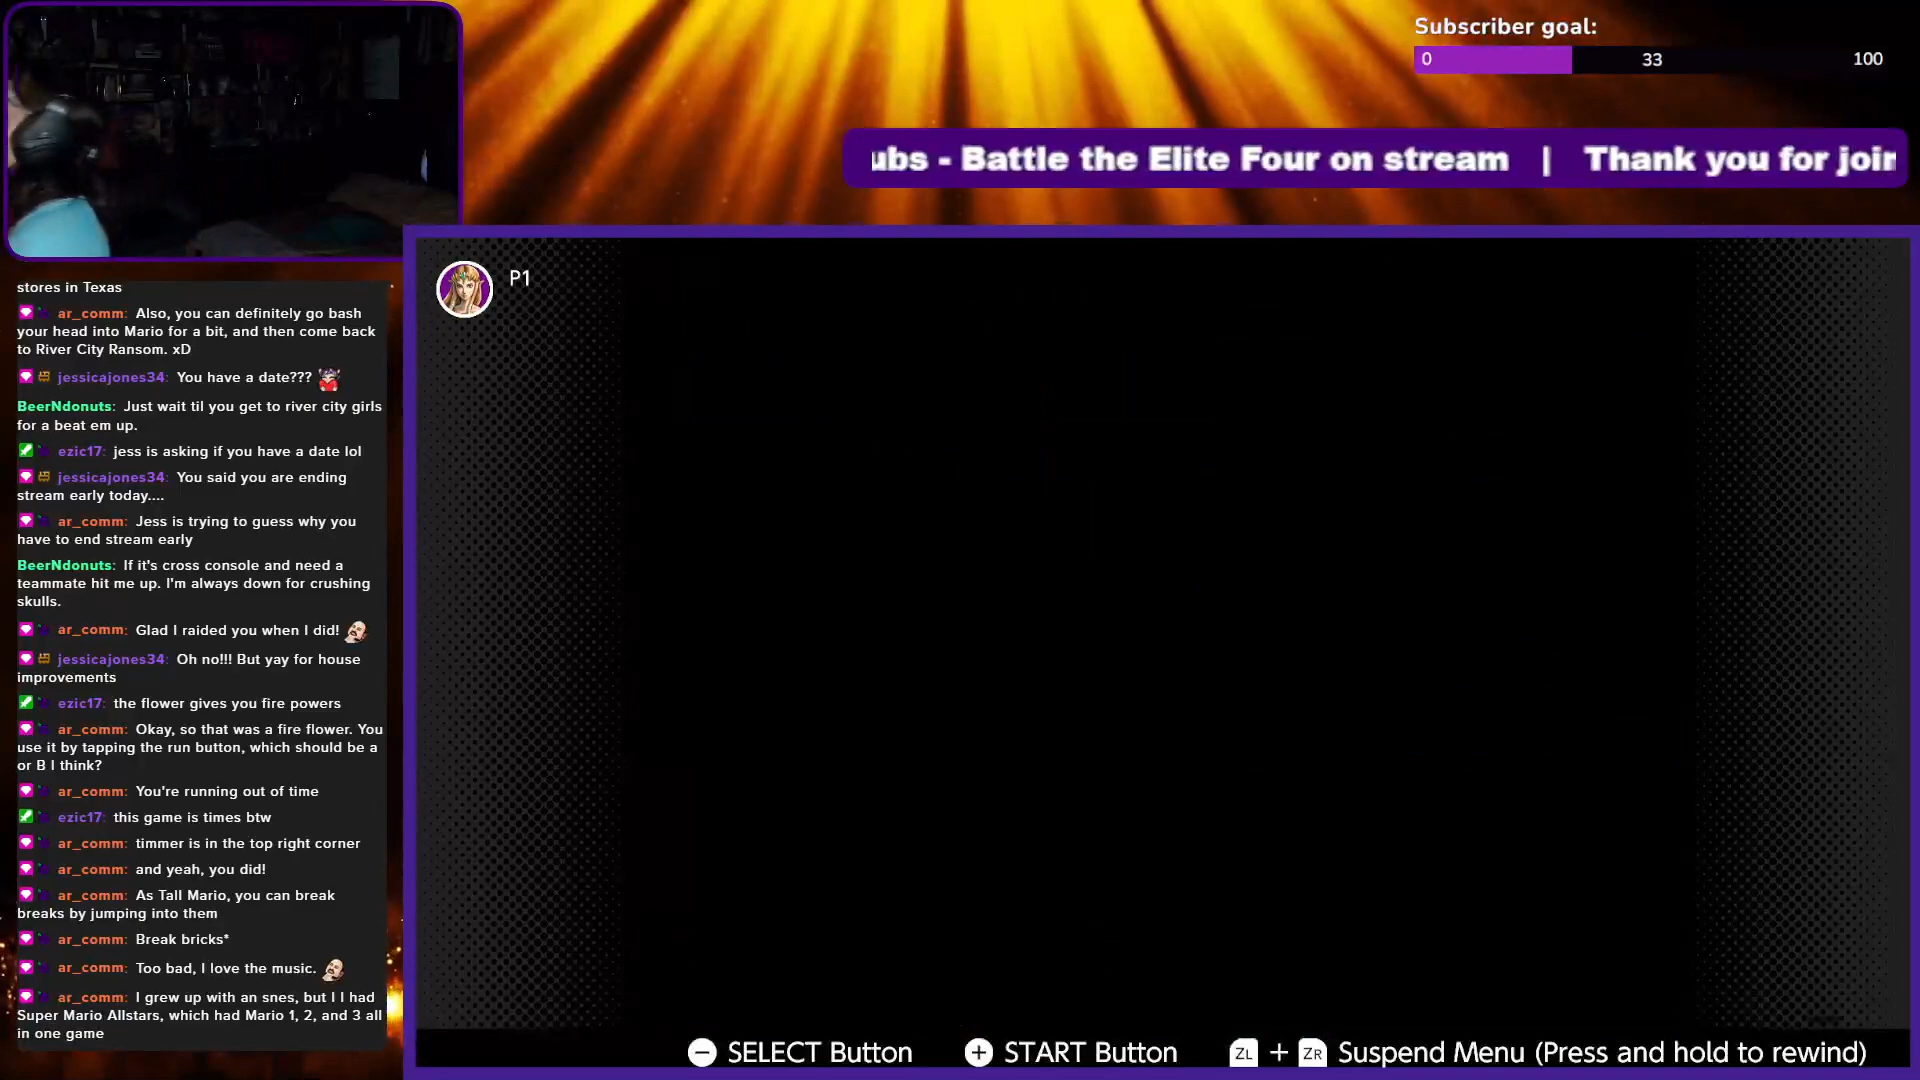 Subscriber goal:
0 33 100
ubs - Battle the Elite Four on stream | Thank you for join
P1
stores in Texas
ar_comm: Also, you can definitely go bash
your head into Mario for a bit, and then come back
to River City Ransom. xD
jessicajones34: You have a date???
BeerNdonuts: Just wait til you get to river city girls
for a beat em up.
ezic17: jess is asking if you have a date lol
jessicajones34: You said you are ending
stream early today....
ar_comm: Jess is trying to guess why you
have to end stream early
BeerNdonuts: If it's cross console and need a
teammate hit me up. I'm always down for crushing
skulls.
ar_comm: Glad I raided you when I did!
jessicajones34: Oh no!!! But yay for house
improvements
ezic17: the flower gives you fire powers
ar_comm: Okay, so that was a fire flower. You
use it by tapping the run button, which should be a
or B I think?
ar_comm: You're running out of time
ezic17: this game is times btw
ar_comm: timmer is in the top right corner
ar_comm: and yeah, you did!
ar_comm: As Tall Mario, you can break
breaks by jumping into them
ar_comm: Break bricks*
ar_comm: Too bad, I love the music.
ar_comm: I grew up with an snes, but I I had
Super Mario Allstars, which had Mario 1, 2, and 3 all
in one game
− SELECT Button + START Button ZL + ZR Suspend Menu (Press and hold to rewind)